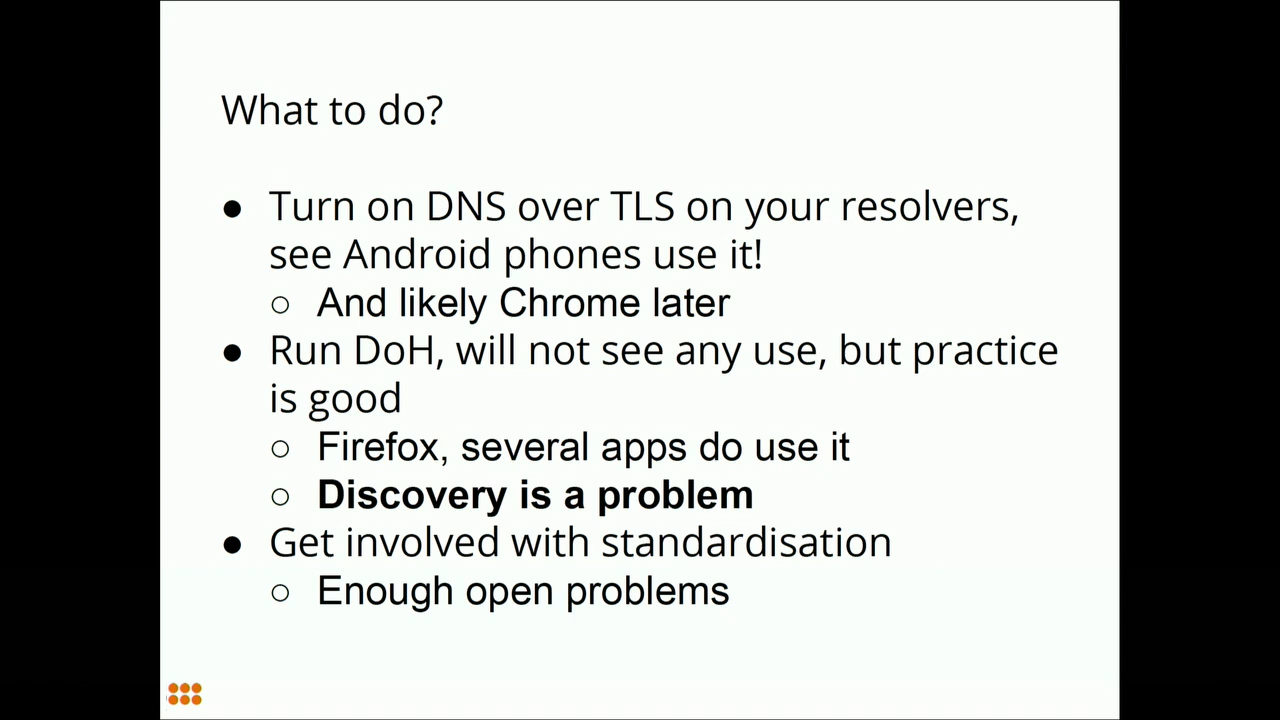 What to do?
● Turn on DNS over TLS on your resolvers,
see Android phones use it!
○ And likely Chrome later
● Run DoH, will not see any use, but practice
is good
○ Firefox, several apps do use it
○ Discovery is a problem
● Get involved with standardisation
○ Enough open problems